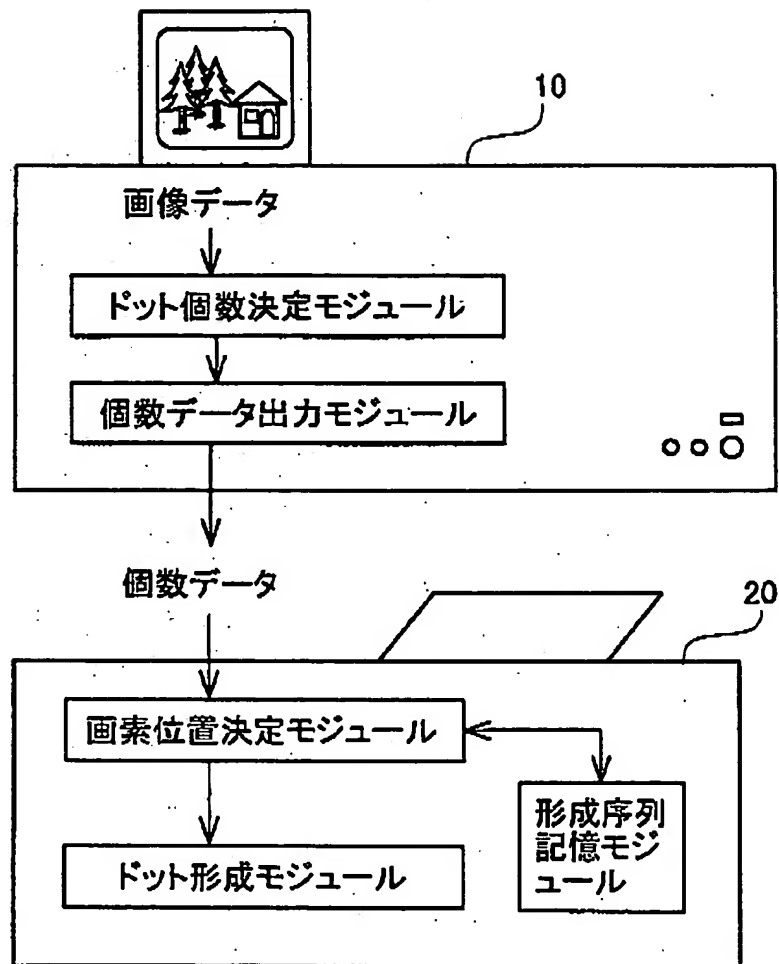 10
画像データ
ドット個数決定モジュール
個数データ出力モジュール
個数データ
20
画素位置決定モジュール
形成序列
記憶モジ
ュール
ドット形成モジュール